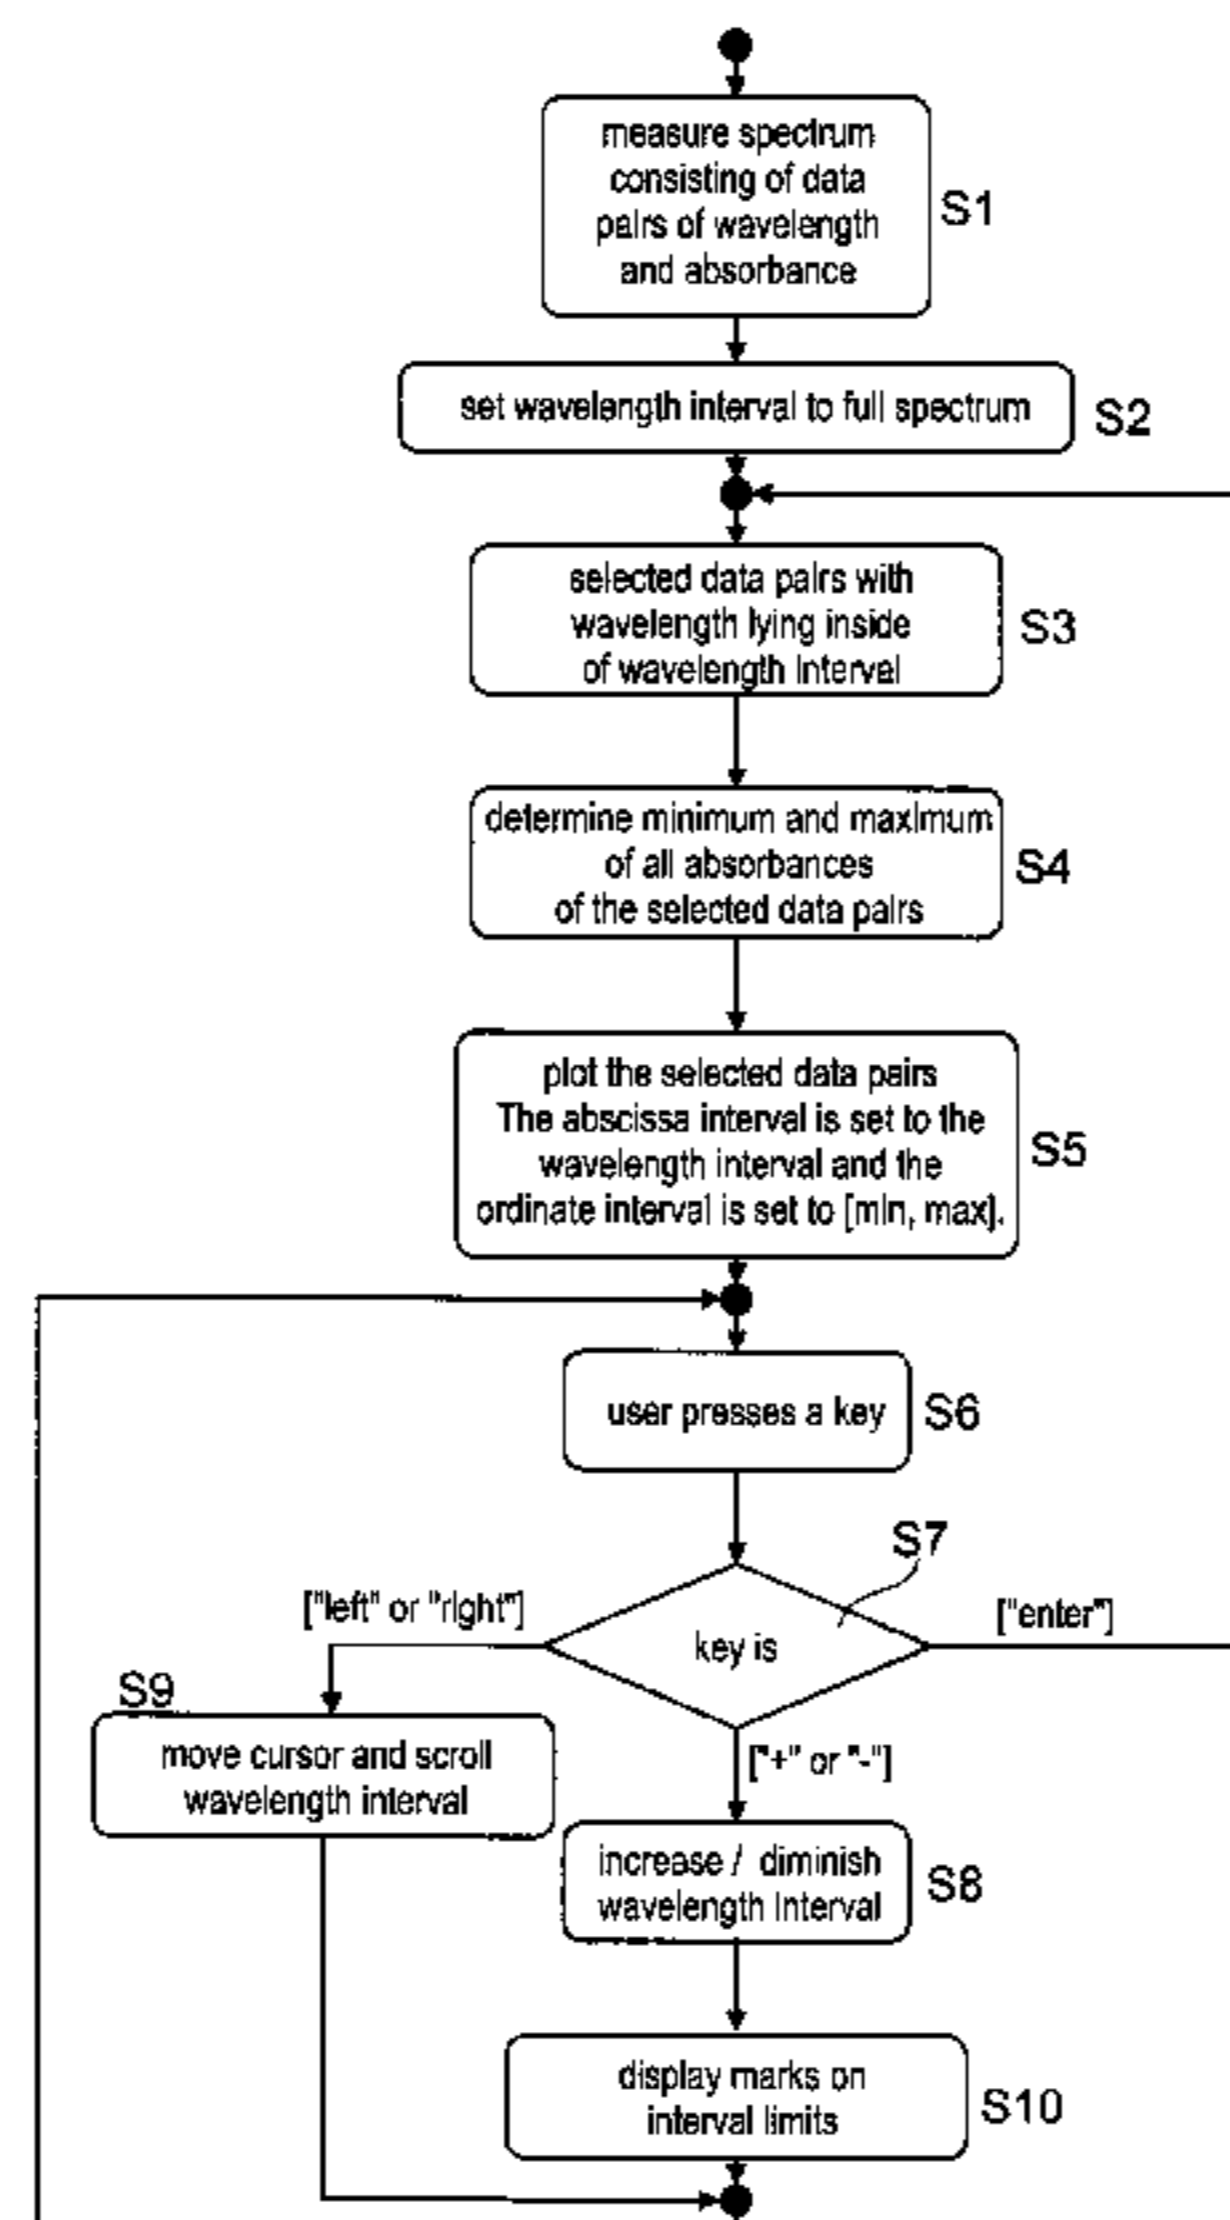 measure spectrum
consisting of data
pairs of wavelength
and absorbance
S1
set wavelength interval to full spectrum
S2
selected data pairs with
wavelength lying inside
of wavelength interval
S3
determine minimum and maximum
of all absorbances
of the selected data pairs
S4
plot the selected data pairs
The abscissa interval is set to the
wavelength interval and the
ordinate interval is set to [min, max].
S5
user presses a key
S6
S7
["left" or "right"]
key is
["enter"]
S9
move cursor and scroll
wavelength interval
["+" or "-"]
increase / diminish
wavelength interval
S8
display marks on
interval limits
S10